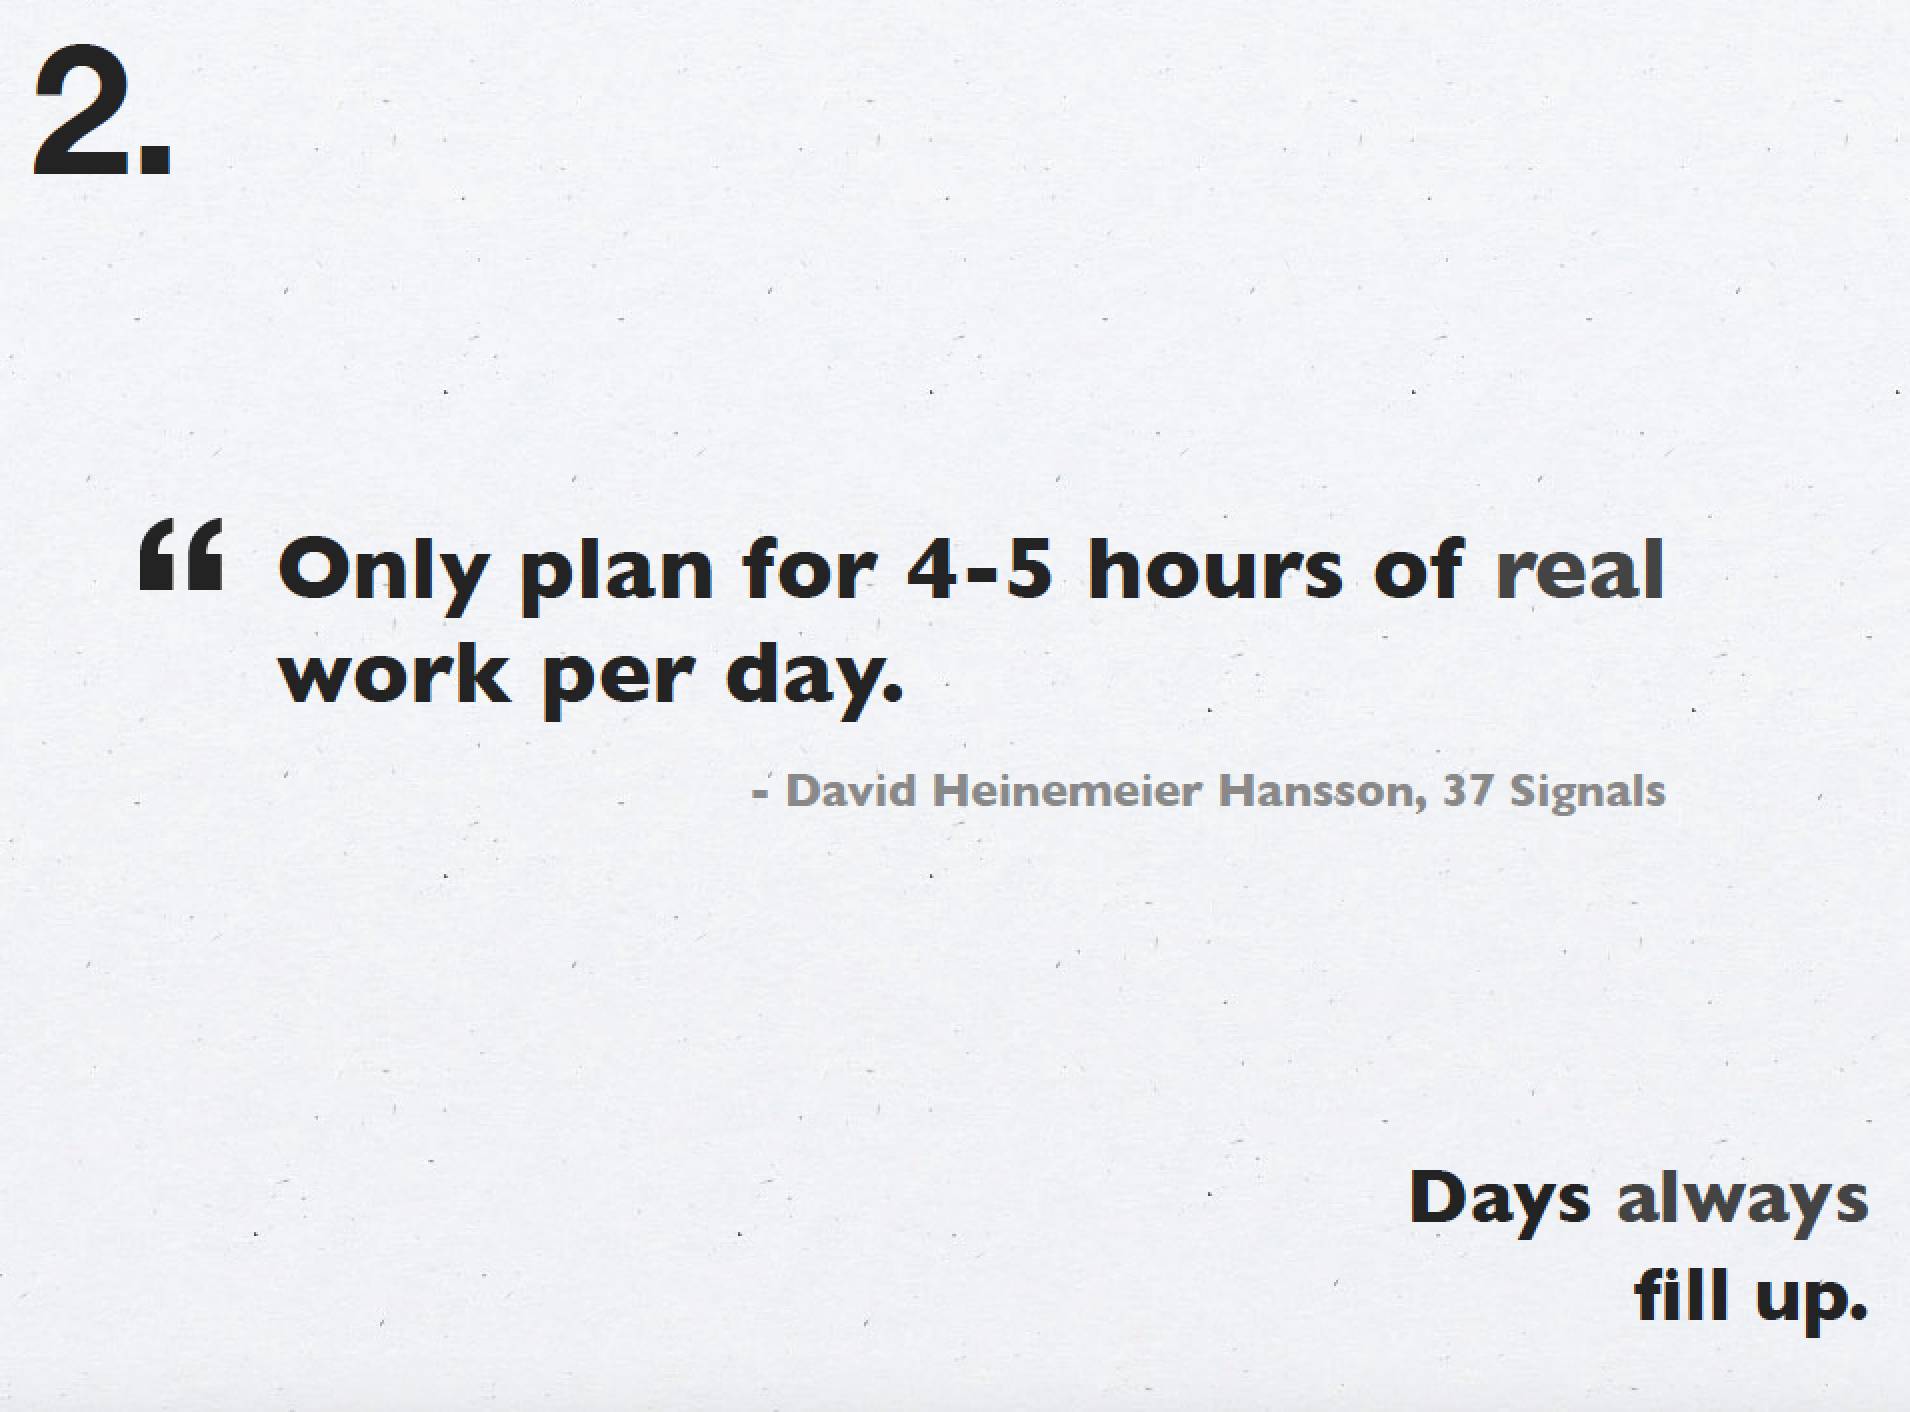 2.
“ Only plan for 4-5 hours of real
work per day.
- David Heinemeier Hansson, 37 Signals
Days always
fill up.